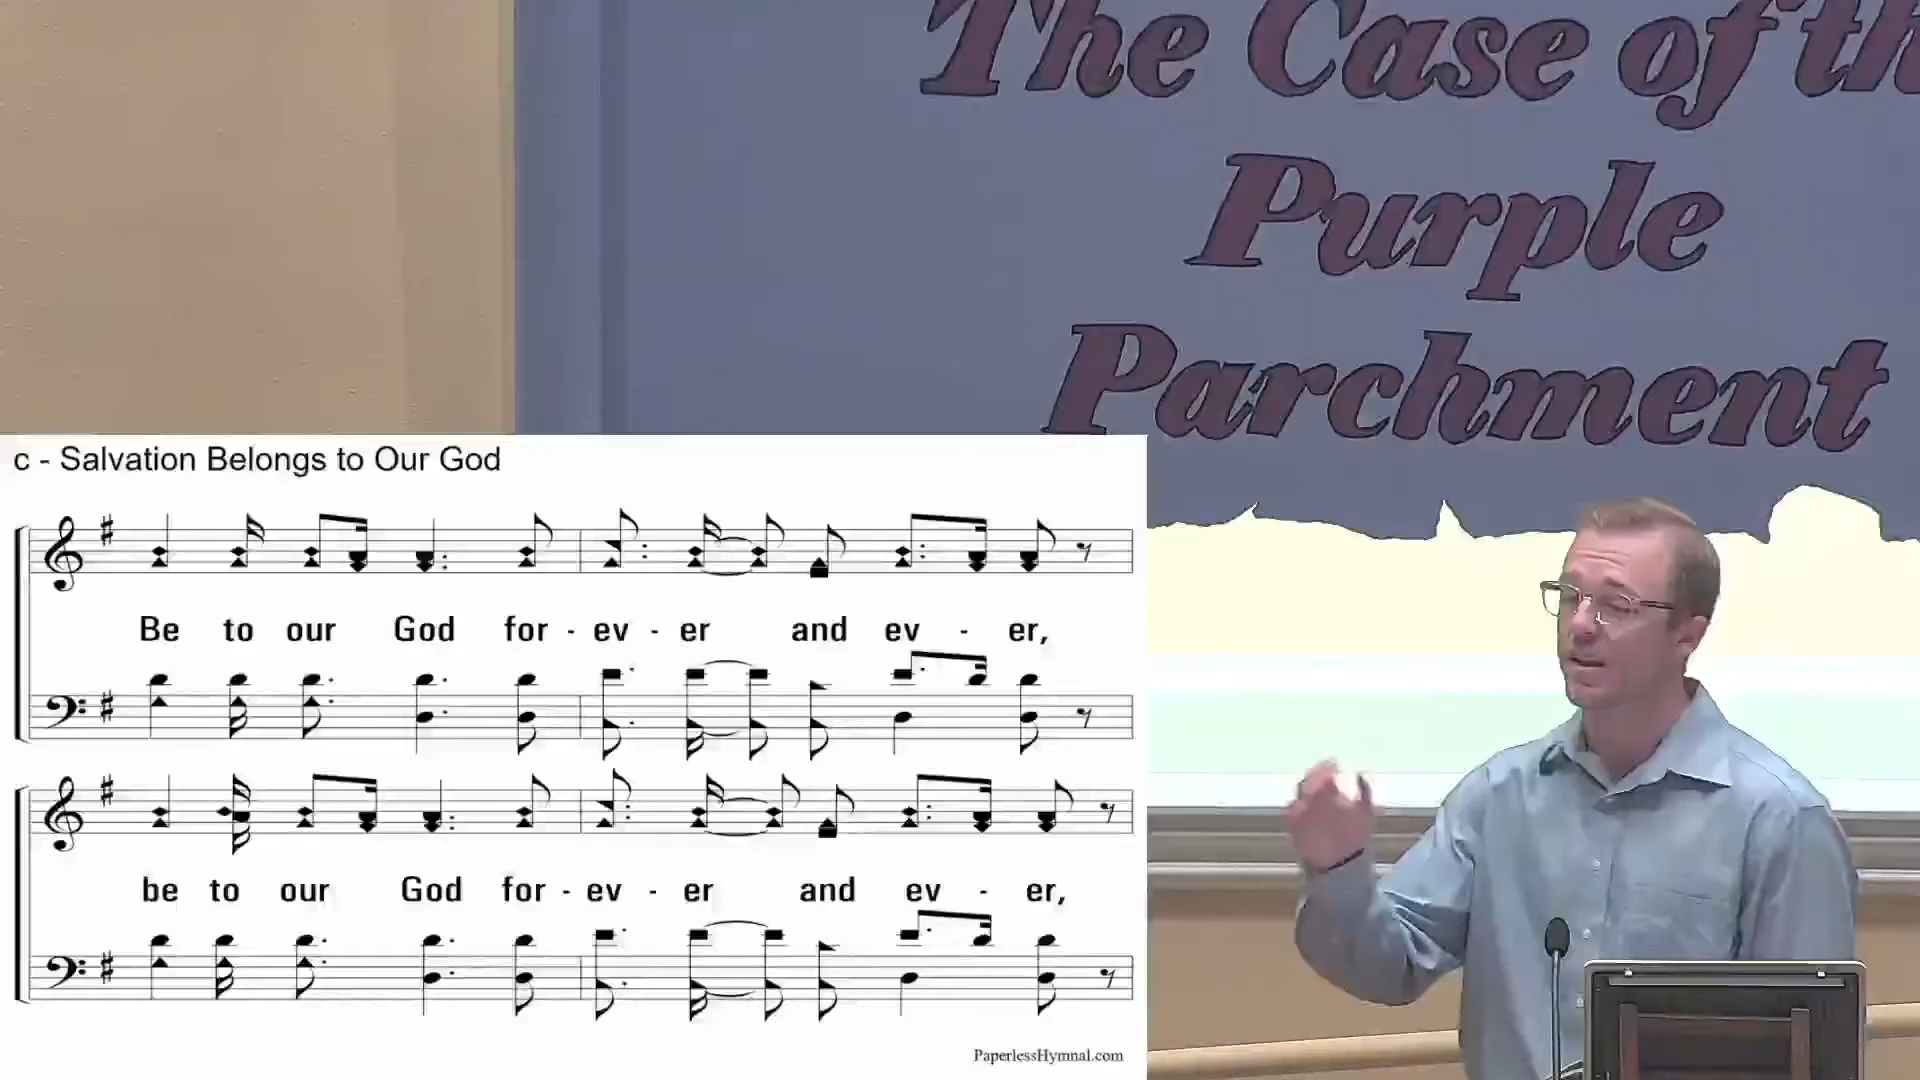 The Case of th
Purple
Parchment
c - Salvation Belongs to Our God
Be to our God for - ev - er and ev - er,
be to our God for - ev - er and ev - er,
PaperlessHymnal.com